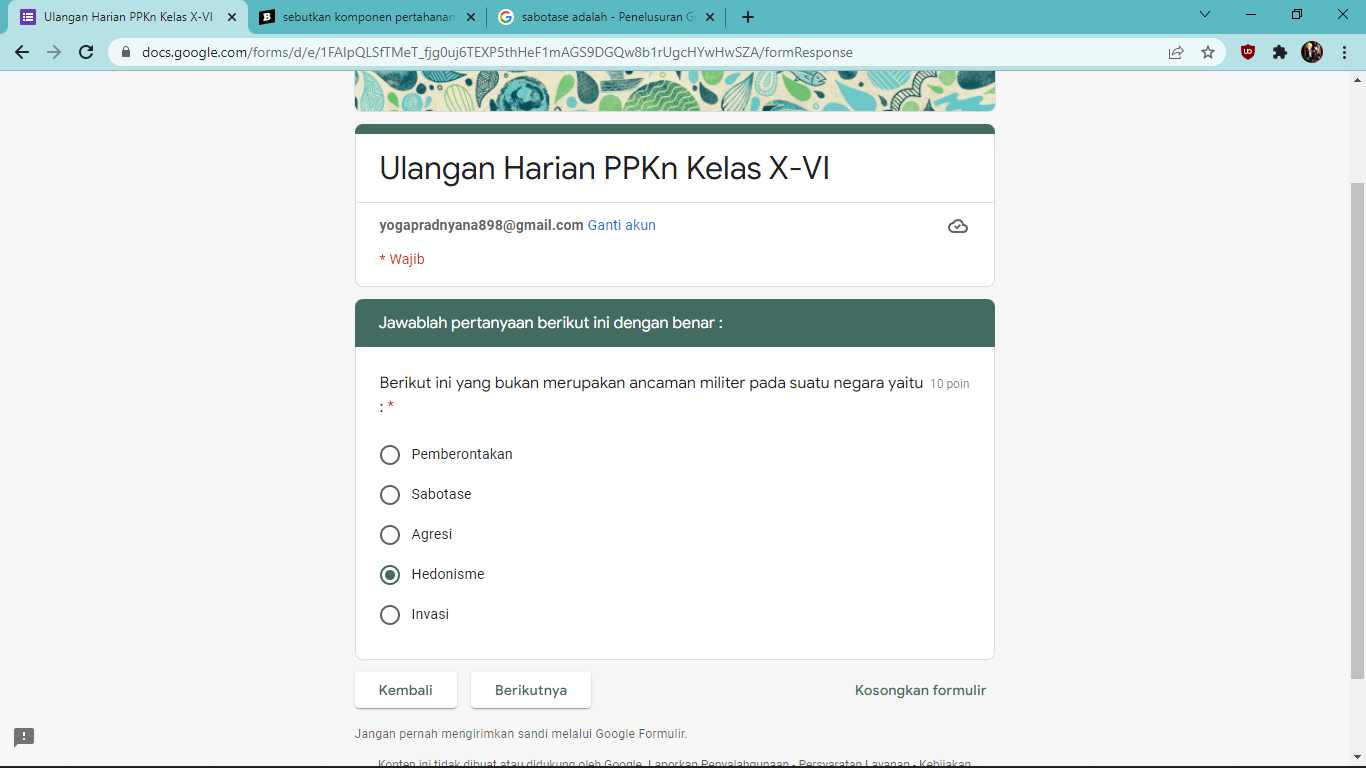 Ulangan Harian PPKn Kelas X-VI
sebutkan komponen pertahanan
sabotase adalah - Penelusuran G
docs.google.com/forms/d/e/1FAIpQLSfTMeT_fjg0uj6TEXP5thHeF1mAGS9DGQw8b1rUgcHYwHwSZA/formResponse
Ulangan Harian PPKn Kelas X-VI
yogapradnyana898@gmail.com Ganti akun
* Wajib
Jawablah pertanyaan berikut ini dengan benar :
Berikut ini yang bukan merupakan ancaman militer pada suatu negara yaitu 10 poin
: *
Pemberontakan
Sabotase
Agresi
Hedonisme
Invasi
Kembali
Berikutnya
Kosongkan formulir
Jangan pernah mengirimkan sandi melalui Google Formulir.
Konten ini tidak dibuat atau didukung oleh Google. Laporkan Penyalahgunaan - Persyaratan Layanan - Kebijakan